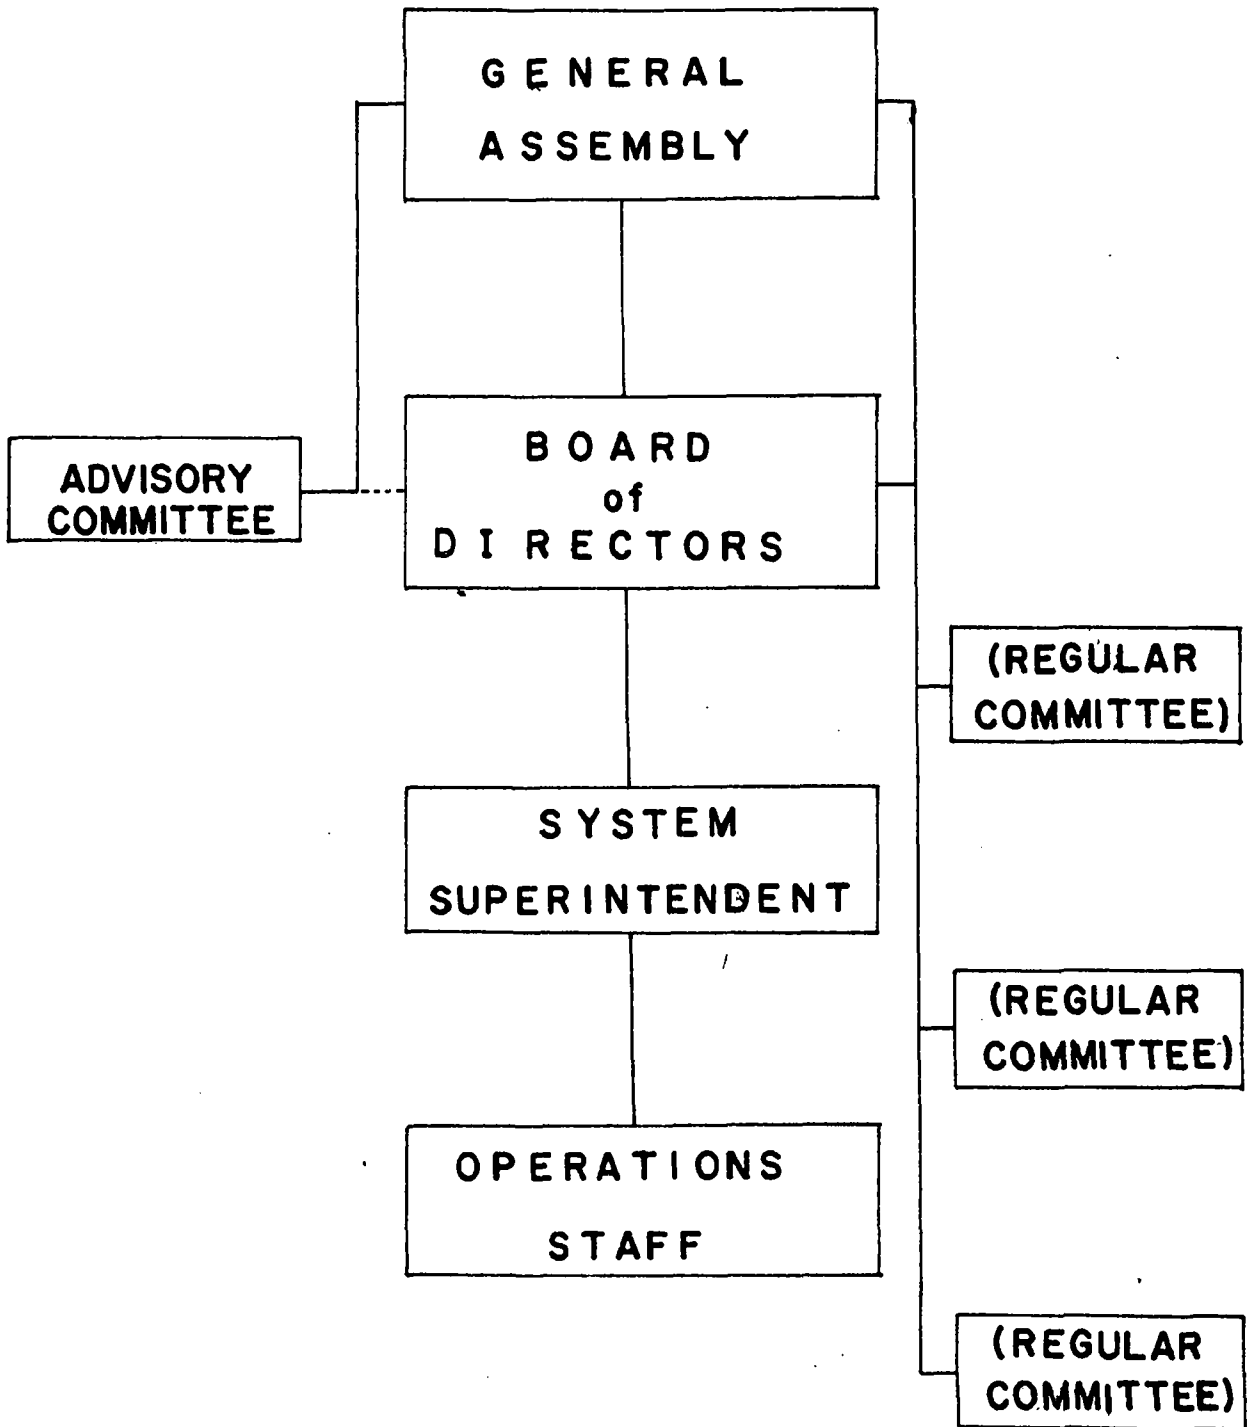 GENERAL
ASSEMBLY
BOARD
of
DIRECTORS
ADVISORY
COMMITTEE
(REGULAR
COMMITTEE)
SYSTEM
SUPERINTENDENT
(REGULAR
COMMITTEE)
OPERATIONS
STAFF
(REGULAR
COMMITTEE)